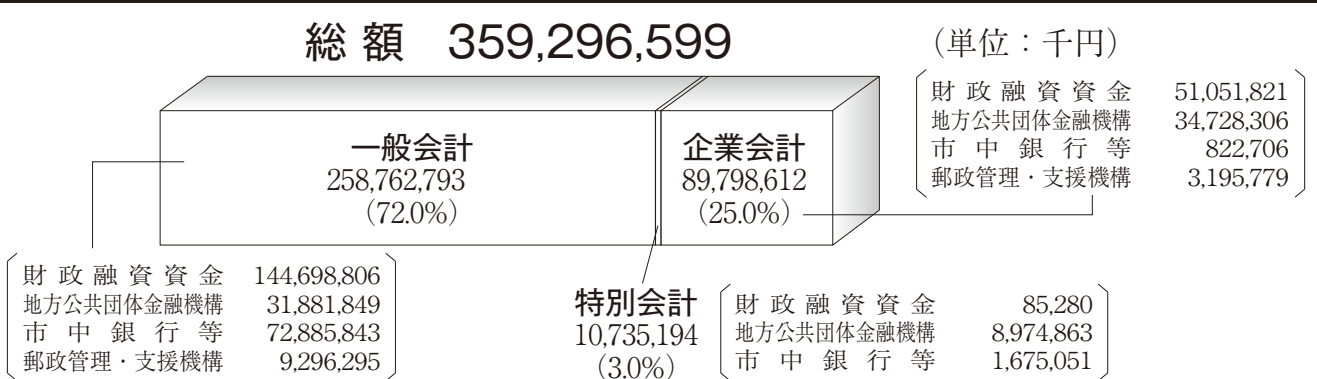 総額 359,296,599
（単位：千円）
財政融資資金 51,051,821
地方公共団体金融機構 34,728,306
市中銀行等 822,706
郵政管理・支援機構 3,195,779
一般会計
258,762,793
（72.0%）
企業会計
89,798,612
（25.0%）
財政融資資金 144,698,806
地方公共団体金融機構 31,881,849
市中銀行等 72,885,843
郵政管理・支援機構 9,296,295
特別会計
10,735,194
（3.0%）
財政融資資金 85,280
地方公共団体金融機構 8,974,863
市中銀行等 1,675,051